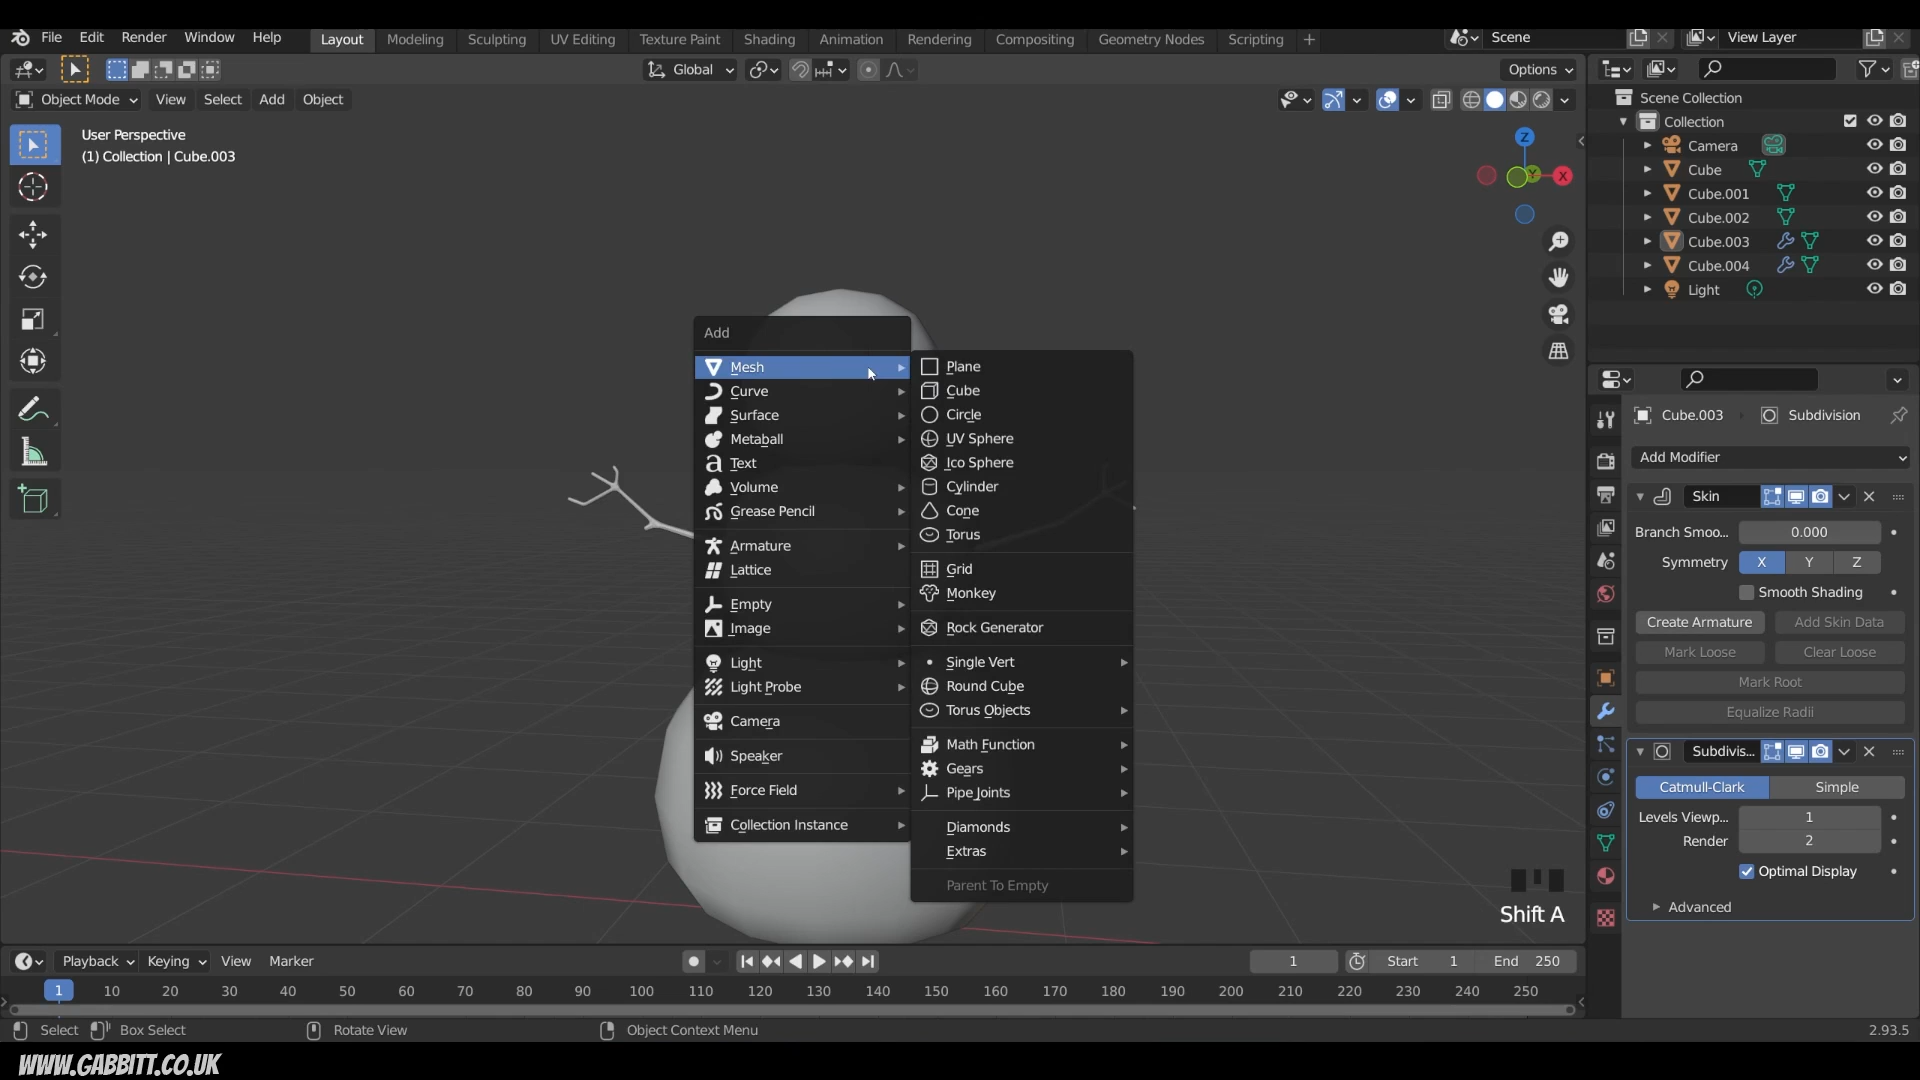 File Edit Render Window Help Layout Modeling Sculpting UV Editing Texture Paint Shading Animation Rendering Compositing Geometry Nodes Scripting + Scene View Layer
Global Options
Object Mode View Select Add Object
User Perspective
(1) Collection | Cube.003
Z
Y
X
Add
Mesh
Curve
Surface
Metaball
Text
Volume
Grease Pencil
Armature
Lattice
Empty
Image
Light
Light Probe
Camera
Speaker
Force Field
Collection Instance
Plane
Cube
Circle
UV Sphere
Ico Sphere
Cylinder
Cone
Torus
Grid
Monkey
Rock Generator
Single Vert
Round Cube
Torus Objects
Math Function
Gears
Pipe Joints
Diamonds
Extras
Parent To Empty
Shift A
Scene Collection
Collection
Camera
Cube
Cube.001
Cube.002
Cube.003
Cube.004
Light
Cube.003 Subdivision
Add Modifier
Skin
Branch Smoo... 0.000
Symmetry X Y Z
Smooth Shading
Create Armature Add Skin Data
Mark Loose Clear Loose
Mark Root
Equalize Radii
Subdivis...
Catmull-Clark Simple
Levels Viewp... 1
Render 2
Optimal Display
Advanced
Playback Keying View Marker 1 Start 1 End 250
1 10 20 30 40 50 60 70 80 90 100 110 120 130 140 150 160 170 180 190 200 210 220 230 240 250
Select Box Select Rotate View Object Context Menu 2.93.5
WWW.GABBITT.CO.UK